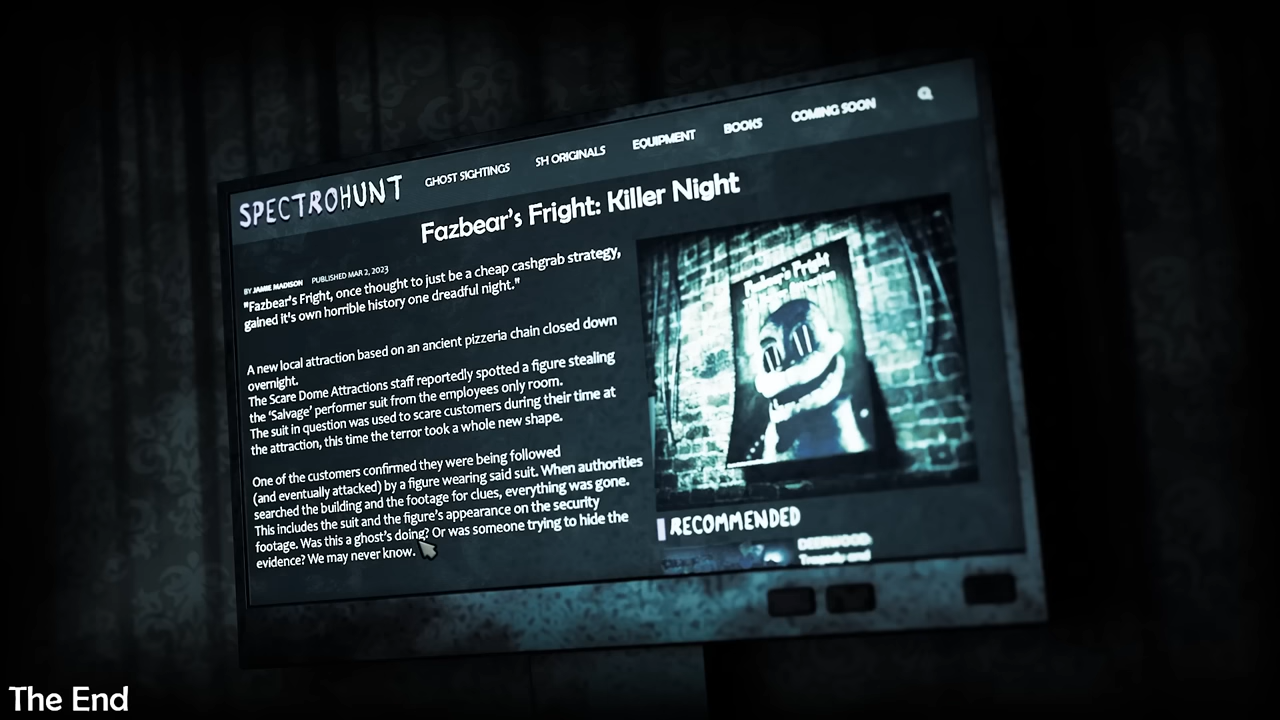 SPECTROHUNT
GHOST SIGHTINGS
SH ORIGINALS
EQUIPMENT
BOOKS
COMING SOON
Fazbear's Fright: Killer Night
BY JAMIE MADISON PUBLISHED MAR 2, 2023
"Fazbear's Fright, once thought to just be a cheap cashgrab strategy,
gained it's own horrible history one dreadful night."
A new local attraction based on an ancient pizzeria chain closed down
overnight.
The Scare Dome Attractions staff reportedly spotted a figure stealing
the 'Salvage' performer suit from the employees only room.
The suit in question was used to scare customers during their time at
the attraction, this time the terror took a whole new shape.
One of the customers confirmed they were being followed
(and eventually attacked) by a figure wearing said suit. When authorities
searched the building and the footage for clues, everything was gone.
This includes the suit and the figure's appearance on the security
footage. Was this a ghost's doing? Or was someone trying to hide the
evidence? We may never know.
Fazbear's Fright
RECOMMENDED
DEERWOOD:
Tragedy and
The End